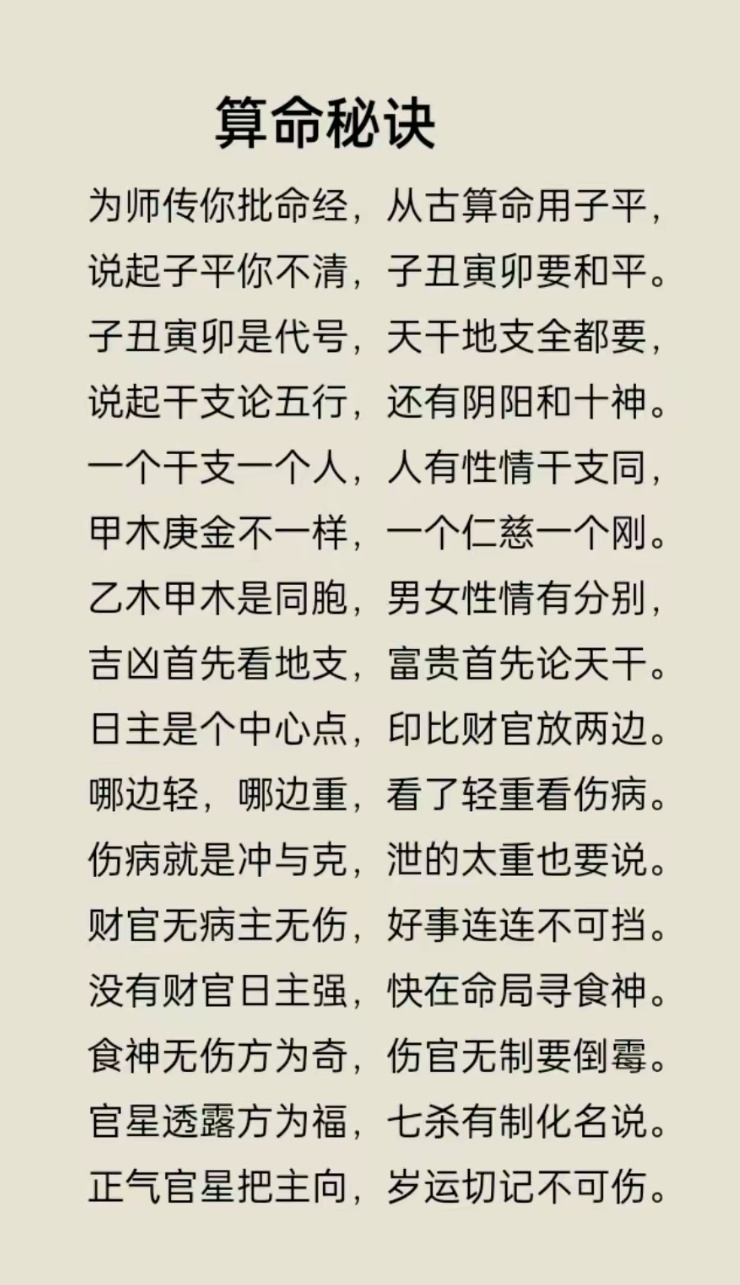 算命秘诀
为师传你批命经，从古算命用子平，
说起子平你不清，子丑寅卯要和平。
子丑寅卯是代号，天干地支全都要，
说起干支论五行，还有阴阳和十神。
一个干支一个人，人有性情干支同，
甲木庚金不一样，一个仁慈一个刚。
乙木甲木是同胞，男女性情有分别，
吉凶首先看地支，富贵首先论天干。
日主是个中心点，印比财官放两边。
哪边轻，哪边重，看了轻重看伤病。
伤病就是冲与克，泄的太重也要说。
财官无病主无伤，好事连连不可挡。
没有财官日主强，快在命局寻食神。
食神无伤方为奇，伤官无制要倒霉。
官星透露方为福，七杀有制化名说。
正气官星把主向，岁运切记不可伤。